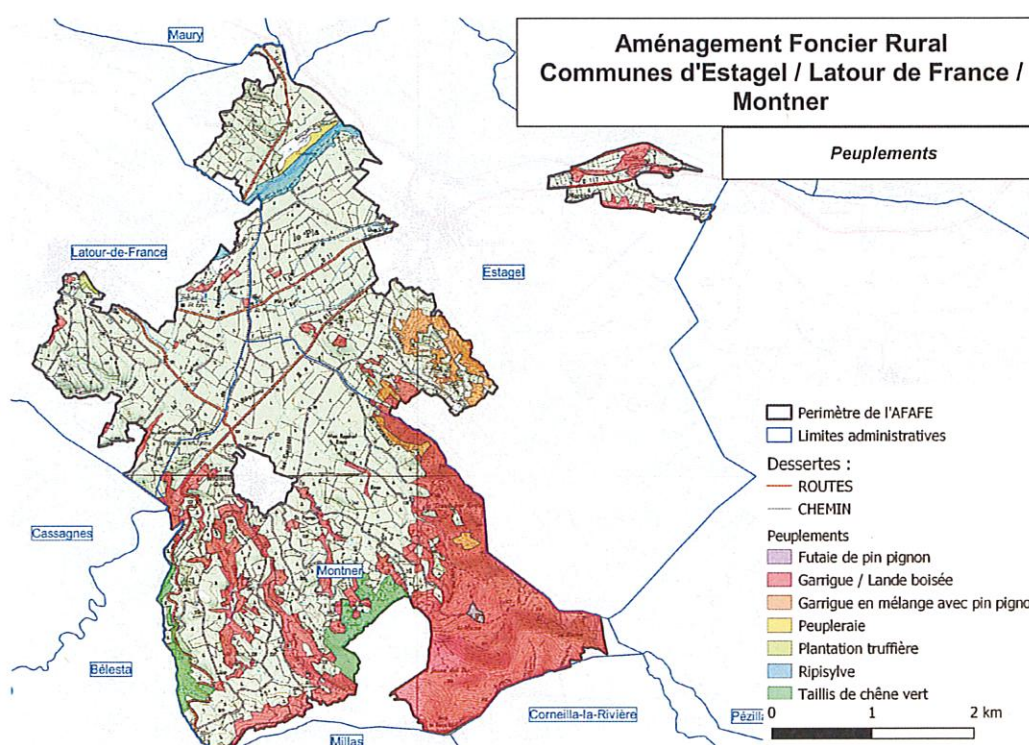 Aménagement Foncier Rural
Communes d'Estagel / Latour de France /
Montner
Peuplements
Maury
Latour-de-France
Estagel
Cassagnes
Montner
Bélesta
Millas
Corneilla-la-Rivière
Pézilla
Perimètre de l'AFAFE
Limites administratives
Dessertes :
ROUTES
CHEMIN
Peuplements
Futaie de pin pignon
Garrigue / Lande boisée
Garrigue en mélange avec pin pigno
Peupleraie
Plantation truffière
Ripisylve
Taillis de chêne vert
0 1 2 km